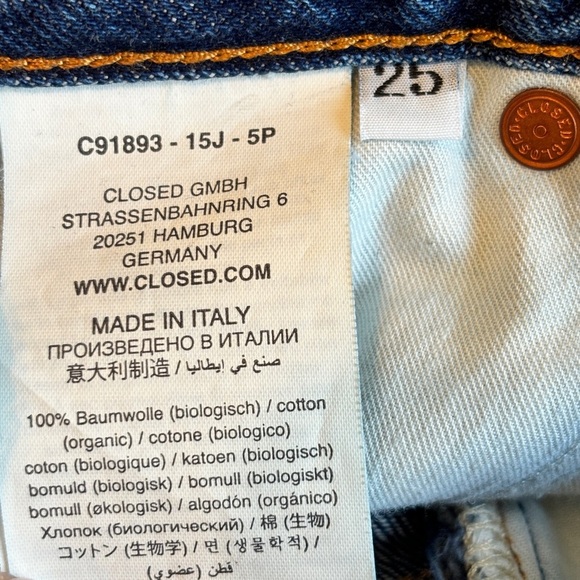 C91893 - 15J - 5P
CLOSED GMBH
STRASSENBAHNRING 6
20251 HAMBURG
GERMANY
WWW.CLOSED.COM
MADE IN ITALY
ПРОИЗВЕДЕНО В ИТАЛИИ
意大利制造 / صنع في إيطاليا
100% Baumwolle (biologisch) / cotton
(organic) / cotone (biologico)
coton (biologique) / katoen (biologisch)
bomuld (biologisk) / bomull (biologiskt)
bomull (økologisk) / algodón (orgánico)
Хлопок (биологический) / 棉 (生物)
コットン (生物学) / 면 (생물학적) /
قطن (عضوي)
25
CLOSED CLOSED